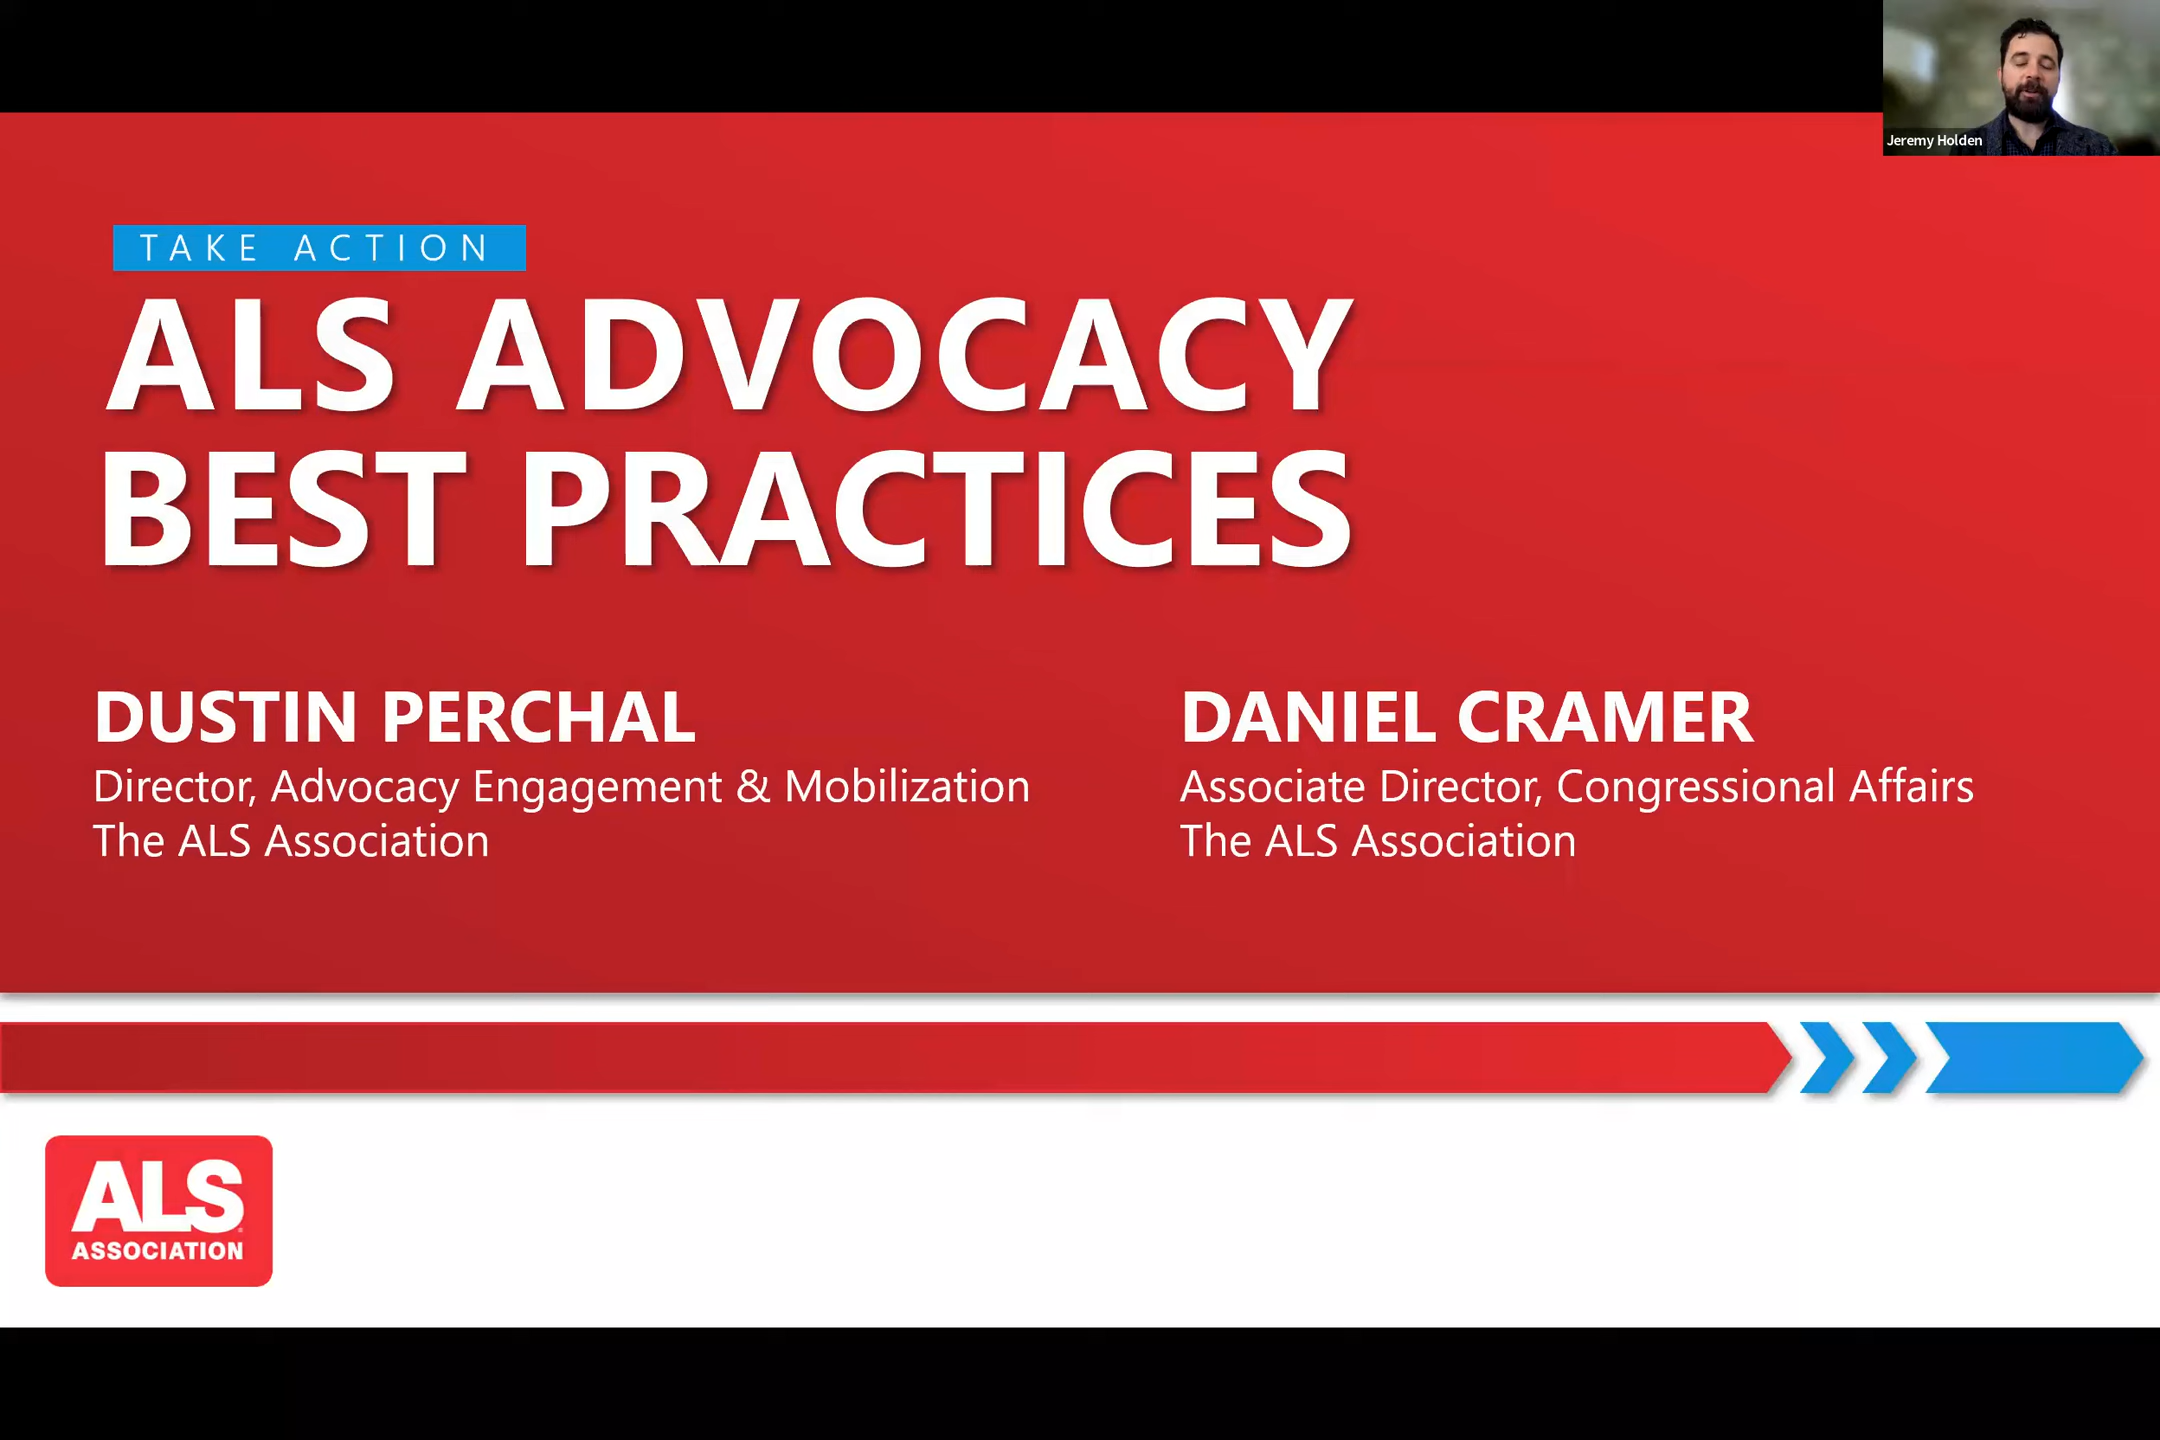 Jeremy Holden
TAKE ACTION
ALS ADVOCACY
BEST PRACTICES
DUSTIN PERCHAL
Director, Advocacy Engagement & Mobilization
The ALS Association
DANIEL CRAMER
Associate Director, Congressional Affairs
The ALS Association
ALS
ASSOCIATION